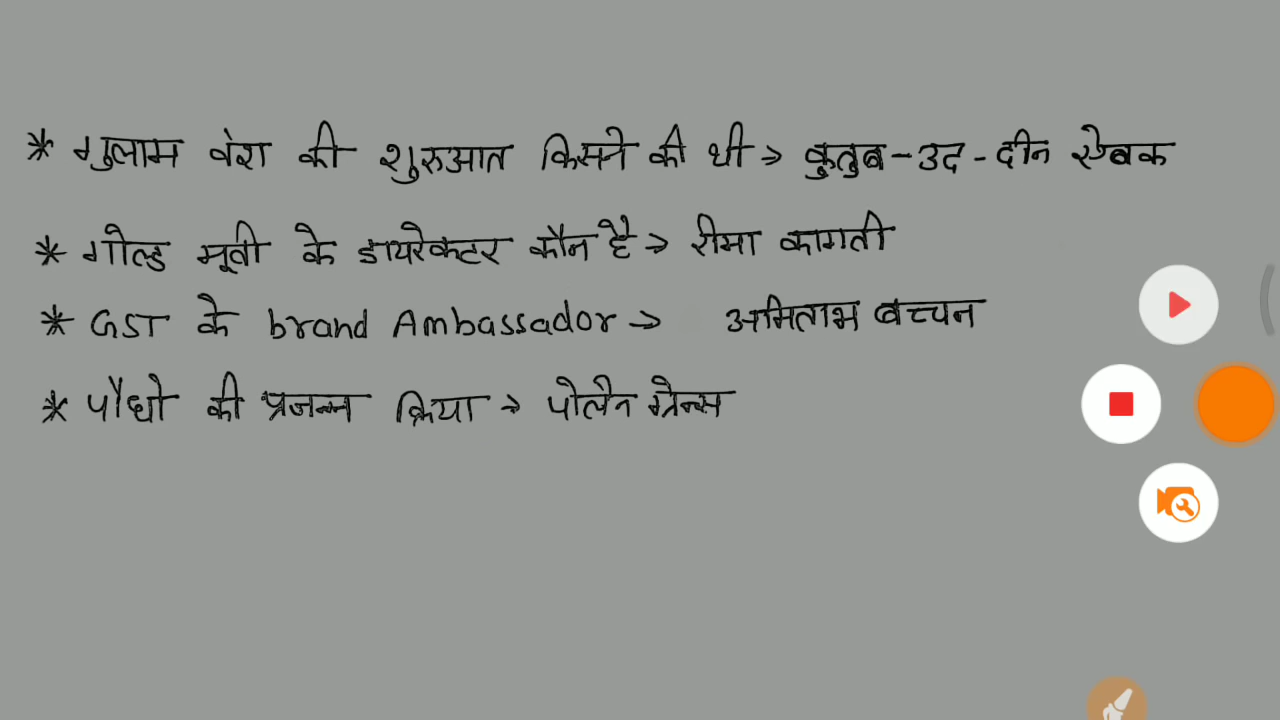 * गुलाम वंश की शुरुआत किसने की थी → कुतुब-उद-दीन ऐबक
* गोल्ड मूवी के डायरेक्टर कौन है → रीमा कागती
* GST के brand Ambassador → अमिताभ बच्चन
* पौधो की प्रजनन क्रिया → पोलैन ग्रेन्स